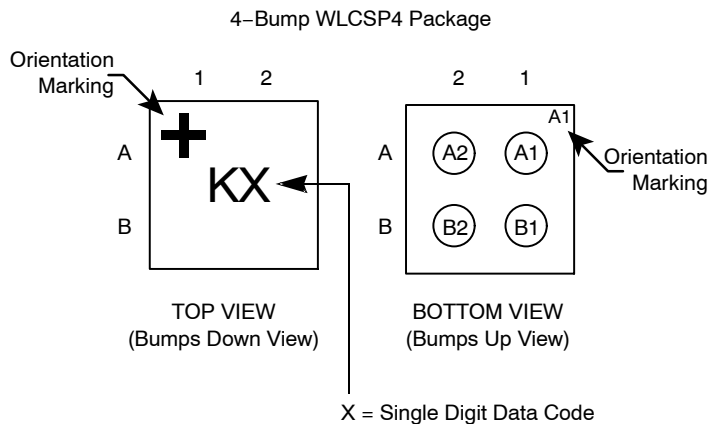 4−Bump WLCSP4 Package
Orientation
Marking
1 2
A
B
KX
TOP VIEW
(Bumps Down View)
2 1
A1
A
A2 A1
B
B2 B1
Orientation
Marking
BOTTOM VIEW
(Bumps Up View)
X = Single Digit Data Code